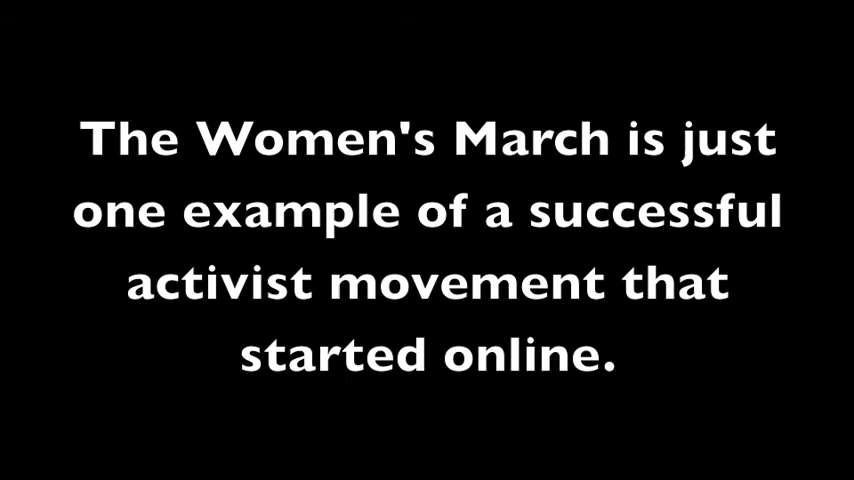 The Women's March is just
one example of a successful
activist movement that
started online.